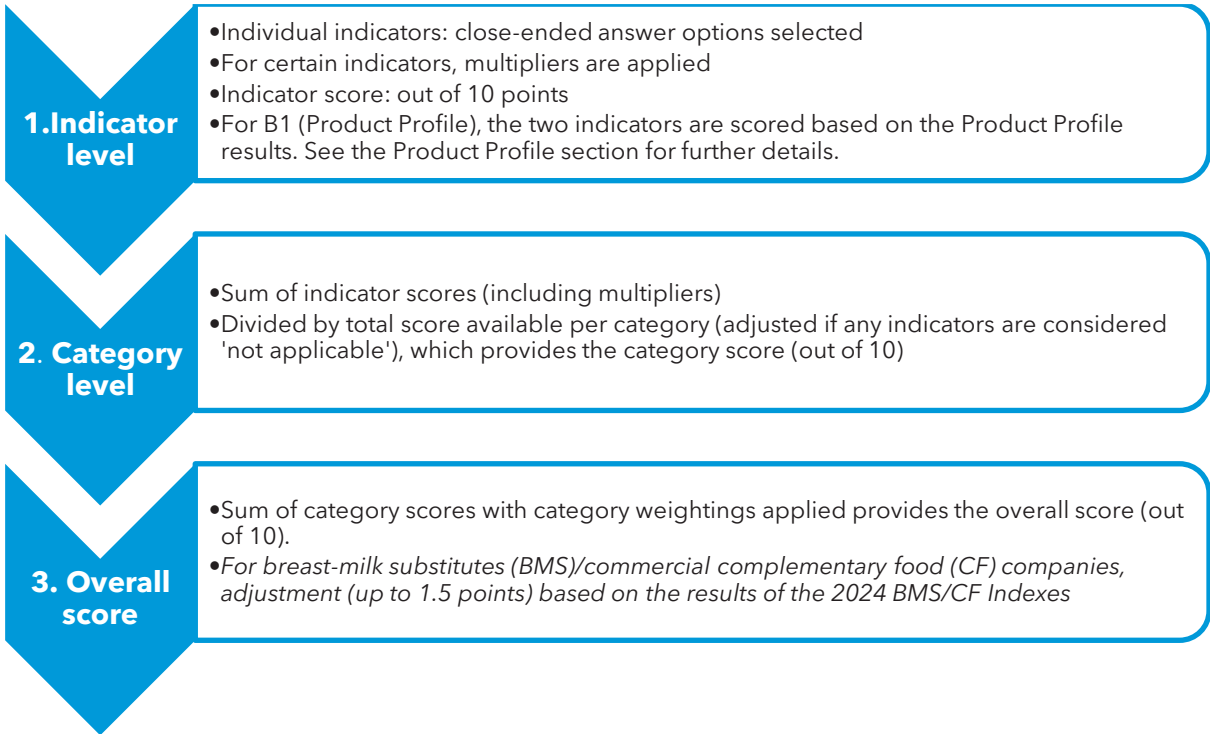 1.Indicator
level
•Individual indicators: close-ended answer options selected
•For certain indicators, multipliers are applied
•Indicator score: out of 10 points
•For B1 (Product Profile), the two indicators are scored based on the Product Profile
results. See the Product Profile section for further details.
2. Category
level
•Sum of indicator scores (including multipliers)
•Divided by total score available per category (adjusted if any indicators are considered
'not applicable'), which provides the category score (out of 10)
3. Overall
score
•Sum of category scores with category weightings applied provides the overall score (out
of 10).
•For breast-milk substitutes (BMS)/commercial complementary food (CF) companies,
adjustment (up to 1.5 points) based on the results of the 2024 BMS/CF Indexes